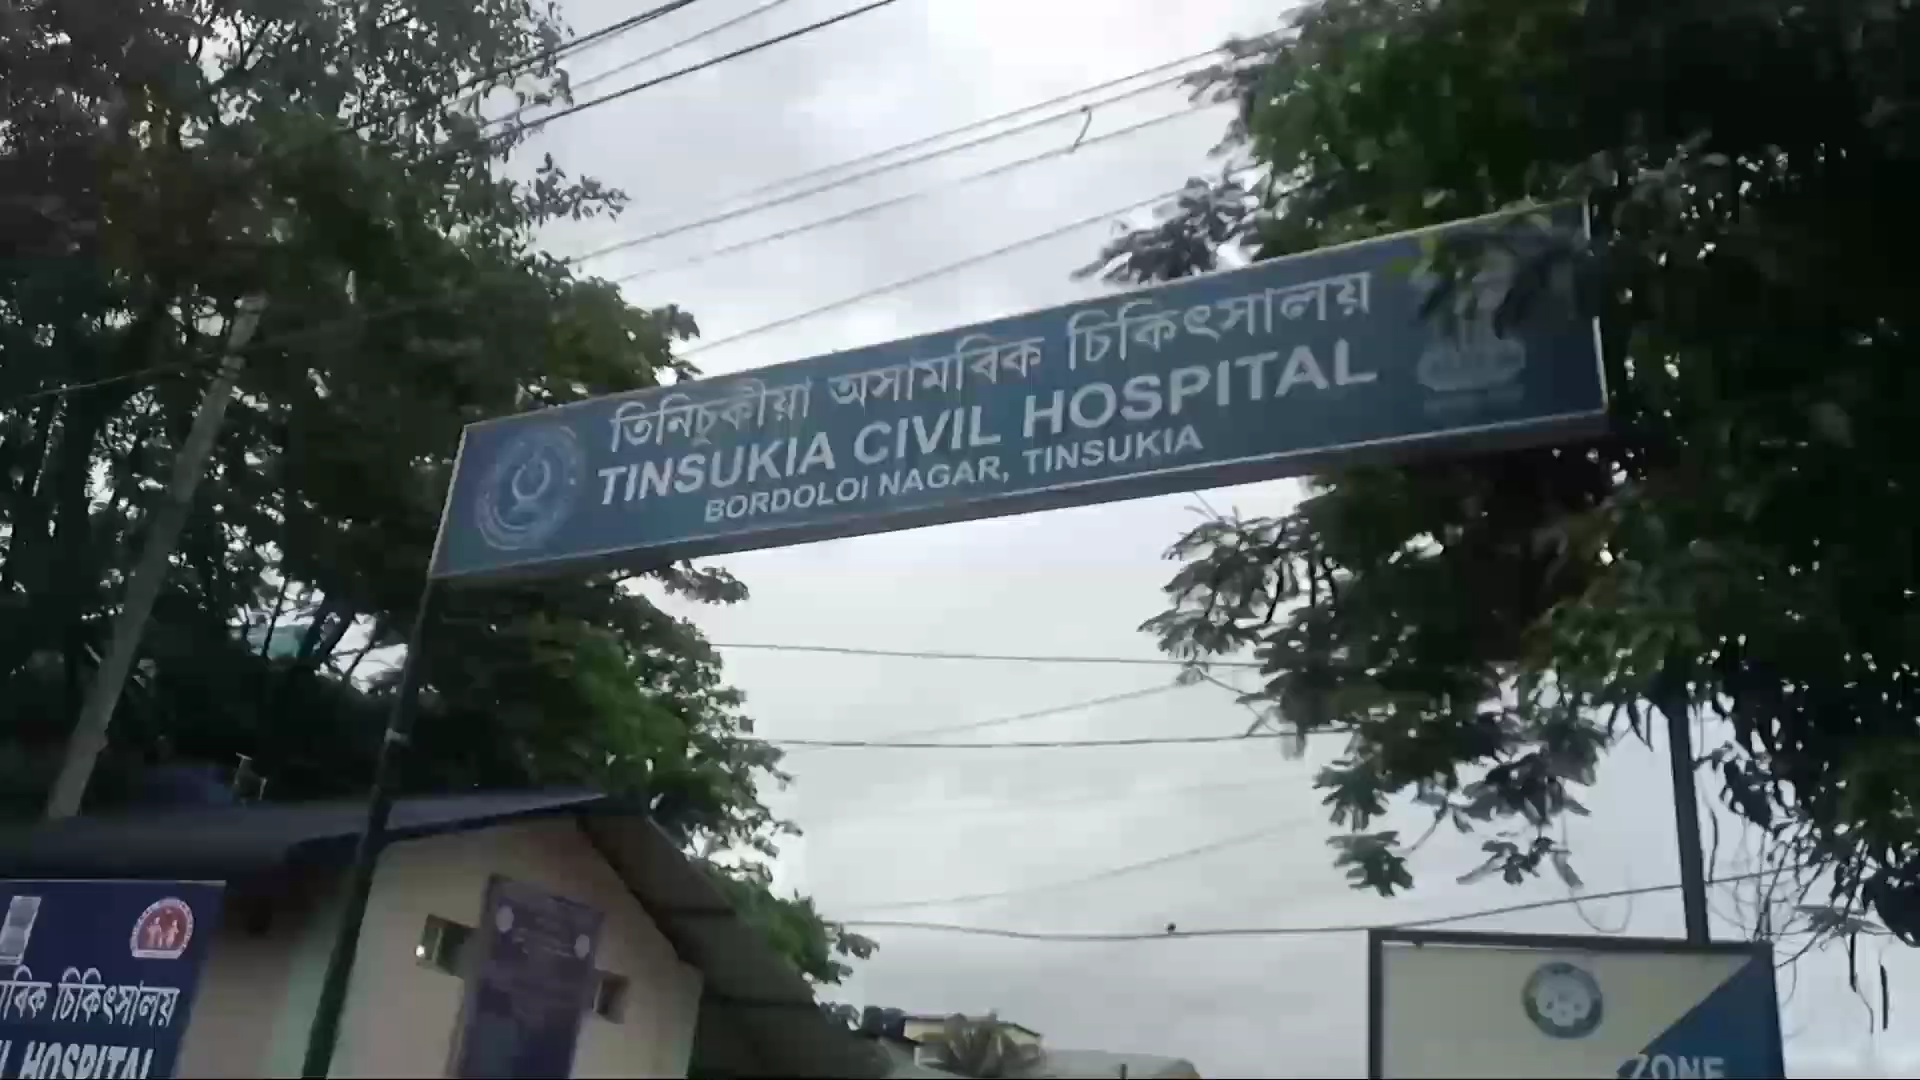 তিনিচুকীয়া অসামৰিক চিকিৎসালয়
TINSUKIA CIVIL HOSPITAL
BORDOLOI NAGAR, TINSUKIA
চিকিৎসালয়
HOSPITAL
ZONE